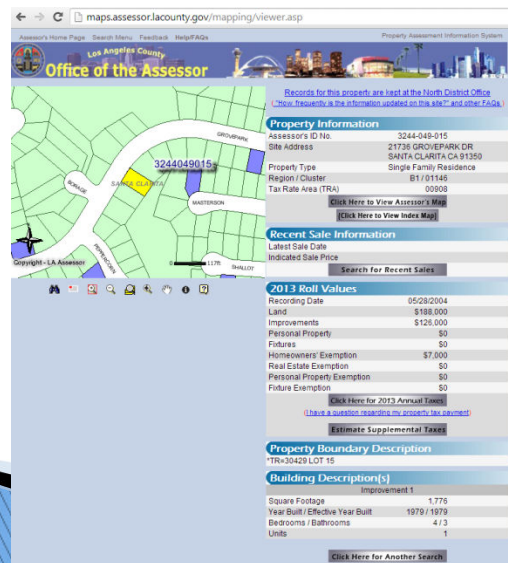 maps.assessor.lacounty.gov/mapping/viewer.asp
Assessor's Home Page Search Menu Feedback Help/FAQs Property Assessment Information System
Los Angeles County
Office of the Assessor
GROVEPARK
3244049015
BORAGE
SANTA CLARITA
MASTERSON
PEPPERCORN
SHALLOT
Copyright - LA Assessor
0 117ft
Records for this property are kept at the North District Office
("How frequently is the information updated on this site?" and other FAQs.)
Property Information
Assessor's ID No. 3244-049-015
Site Address 21736 GROVEPARK DR
SANTA CLARITA CA 91350
Property Type Single Family Residence
Region / Cluster B1 / 01146
Tax Rate Area (TRA) 00908
Click Here to View Assessor's Map
[Click Here to View Index Map]
Recent Sale Information
Latest Sale Date
Indicated Sale Price
Search for Recent Sales
2013 Roll Values
Recording Date 05/28/2004
Land $188,000
Improvements $126,000
Personal Property $0
Fixtures $0
Homeowners' Exemption $7,000
Real Estate Exemption $0
Personal Property Exemption $0
Fixture Exemption $0
Click Here for 2013 Annual Taxes
(I have a question regarding my property tax payment)
Estimate Supplemental Taxes
Property Boundary Description
*TR=30429 LOT 15
Building Description(s)
Improvement 1
Square Footage 1,776
Year Built / Effective Year Built 1979 / 1979
Bedrooms / Bathrooms 4 / 3
Units 1
Click Here for Another Search